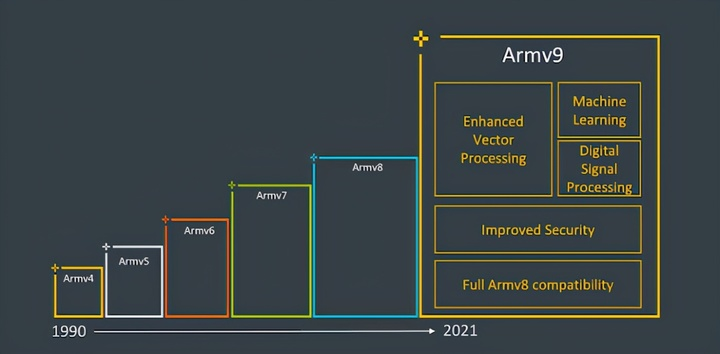 Armv4
Armv5
Armv6
Armv7
Armv8
Armv9
Enhanced
Vector
Processing
Machine
Learning
Digital
Signal
Processing
Improved Security
Full Armv8 compatibility
1990
2021